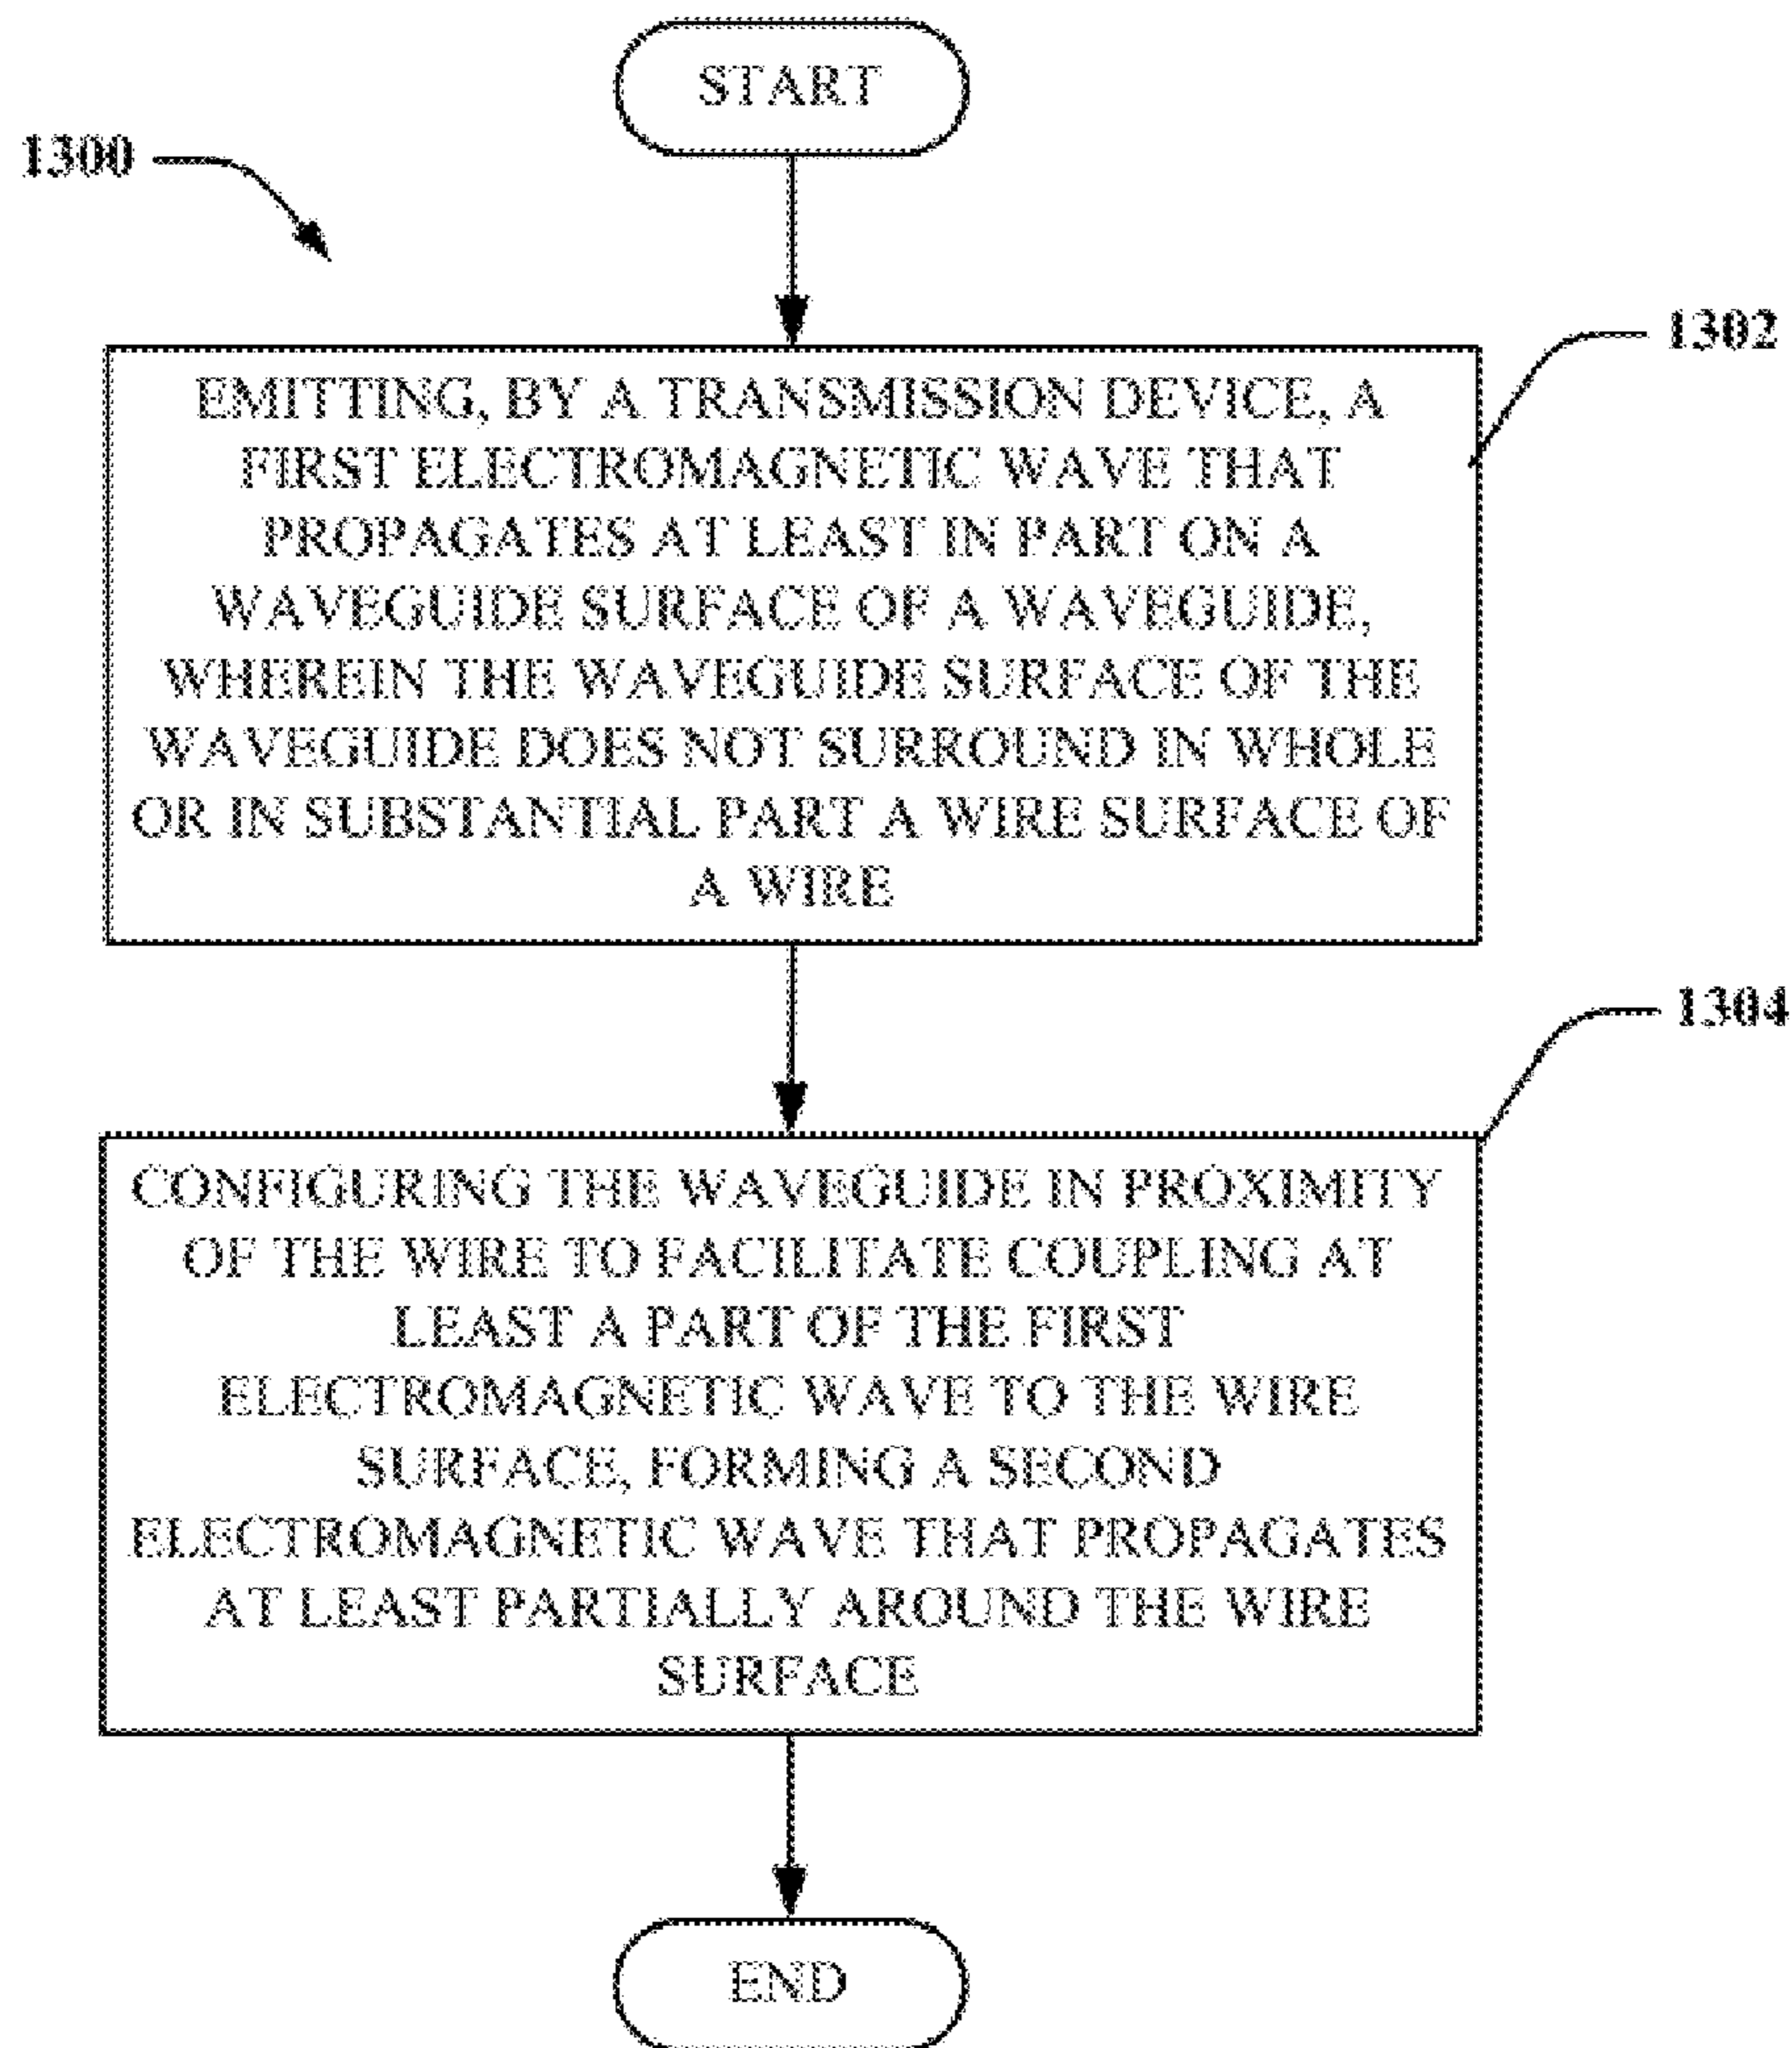 START
1300
1302
EMITTING, BY A TRANSMISSION DEVICE, A
FIRST ELECTROMAGNETIC WAVE THAT
PROPAGATES AT LEAST IN PART ON A
WAVEGUIDE SURFACE OF A WAVEGUIDE,
WHEREIN THE WAVEGUIDE SURFACE OF THE
WAVEGUIDE DOES NOT SURROUND IN WHOLE
OR IN SUBSTANTIAL PART A WIRE SURFACE OF
A WIRE
1304
CONFIGURING THE WAVEGUIDE IN PROXIMITY
OF THE WIRE TO FACILITATE COUPLING AT
LEAST A PART OF THE FIRST
ELECTROMAGNETIC WAVE TO THE WIRE
SURFACE, FORMING A SECOND
ELECTROMAGNETIC WAVE THAT PROPAGATES
AT LEAST PARTIALLY AROUND THE WIRE
SURFACE
END